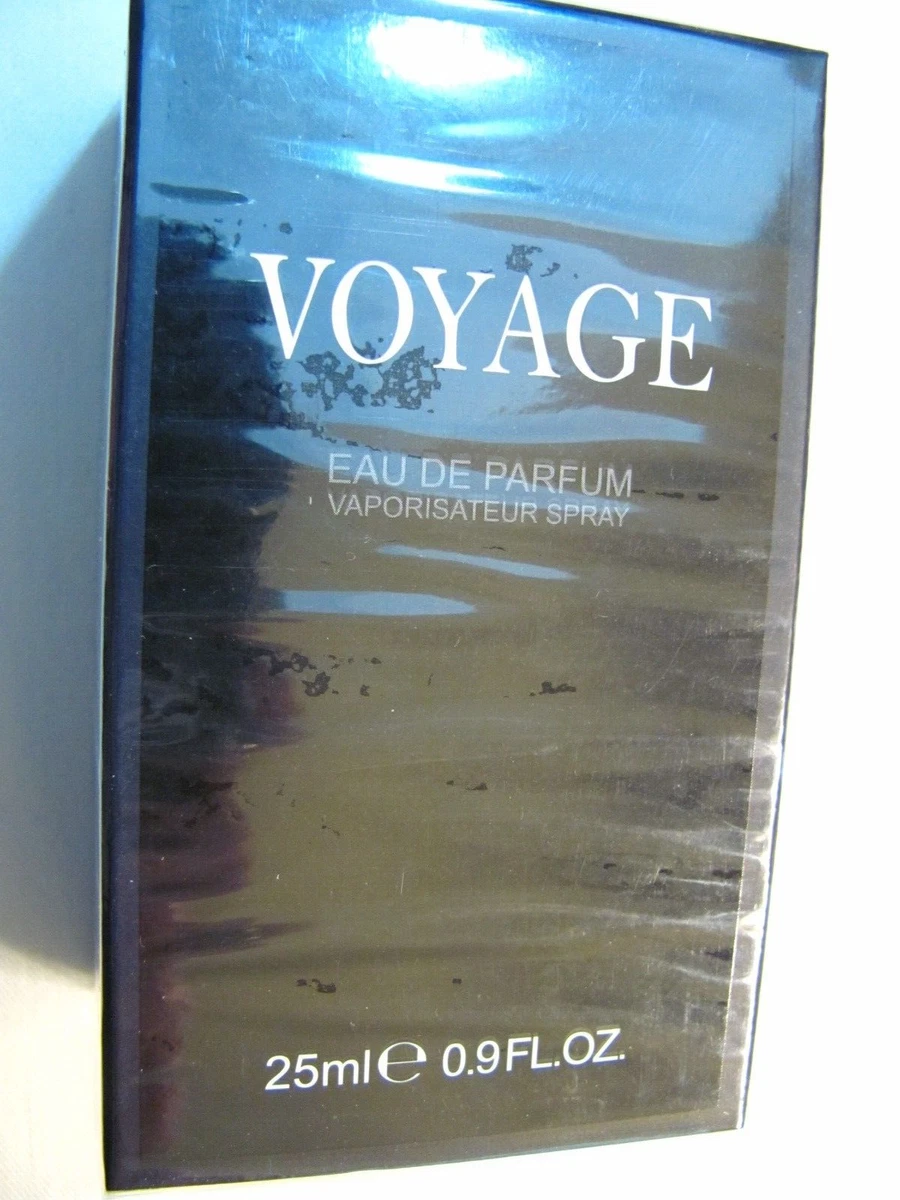 VOYAGE
EAU DE PARFUM
VAPORISATEUR SPRAY
25ml℮ 0.9FL.OZ.